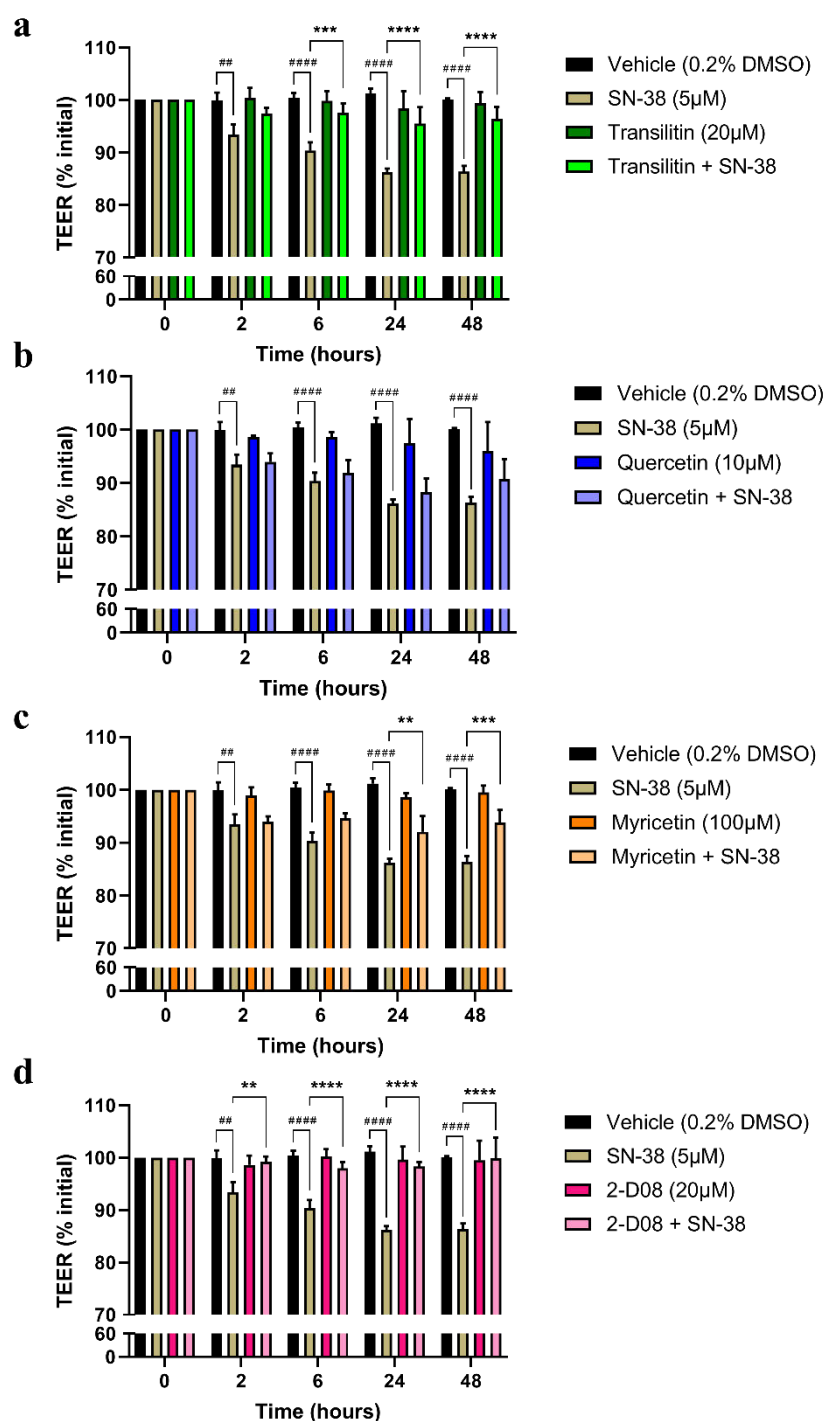 a
*** **** ****
## #### #### ####
110
100
90
80
70
60
0
TEER (% initial)
0 2 6 24 48
Time (hours)
Vehicle (0.2% DMSO)
SN-38 (5µM)
Transilitin (20µM)
Transilitin + SN-38
b
## #### #### ####
110
100
90
80
70
60
0
TEER (% initial)
0 2 6 24 48
Time (hours)
Vehicle (0.2% DMSO)
SN-38 (5µM)
Quercetin (10µM)
Quercetin + SN-38
c
** ***
## #### #### ####
110
100
90
80
70
60
0
TEER (% initial)
0 2 6 24 48
Time (hours)
Vehicle (0.2% DMSO)
SN-38 (5µM)
Myricetin (100µM)
Myricetin + SN-38
d
** **** **** ****
## #### #### ####
110
100
90
80
70
60
0
TEER (% initial)
0 2 6 24 48
Time (hours)
Vehicle (0.2% DMSO)
SN-38 (5µM)
2-D08 (20µM)
2-D08 + SN-38